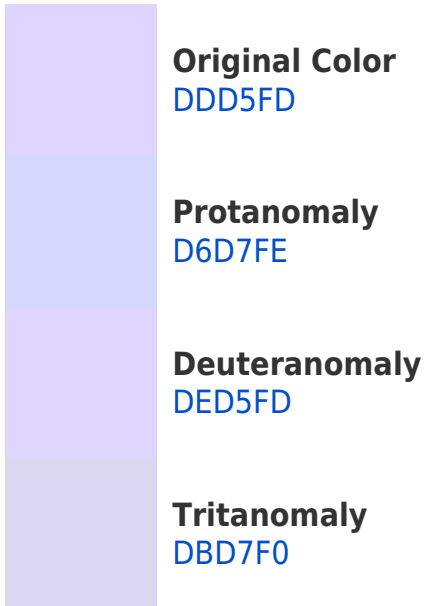 Original Color
DDD5FD
Protanomaly
D6D7FE
Deuteranomaly
DED5FD
Tritanomaly
DBD7F0